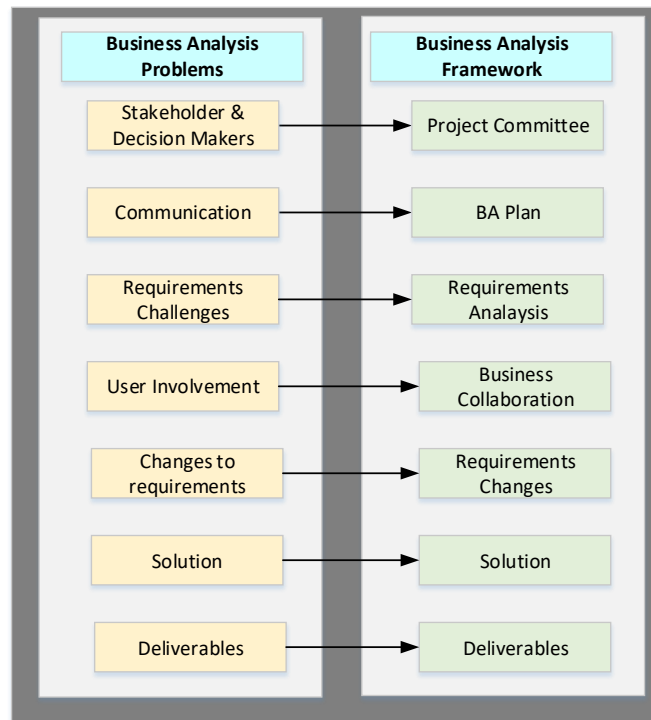 Business Analysis
Problems
Business Analysis
Framework
Stakeholder &
Decision Makers
Project Committee
Communication
BA Plan
Requirements
Challenges
Requirements
Analaysis
User Involvement
Business
Collaboration
Changes to
requirements
Requirements
Changes
Solution
Solution
Deliverables
Deliverables